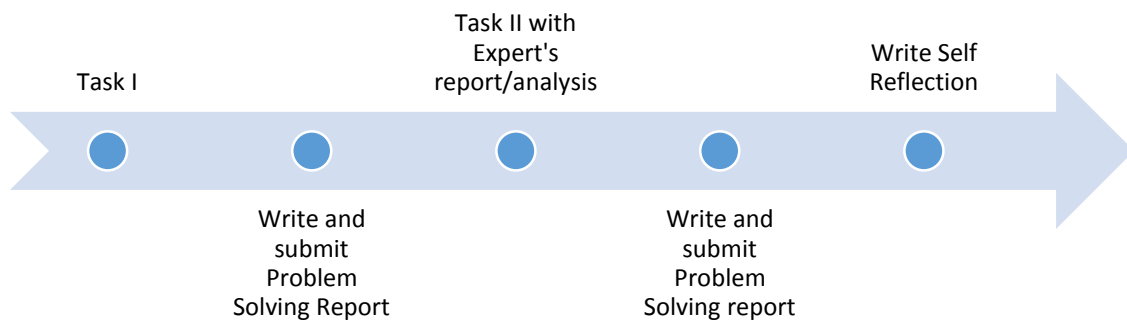 Task I
Write and
submit
Problem
Solving Report
Task II with
Expert's
report/analysis
Write and
submit
Problem
Solving report
Write Self
Reflection